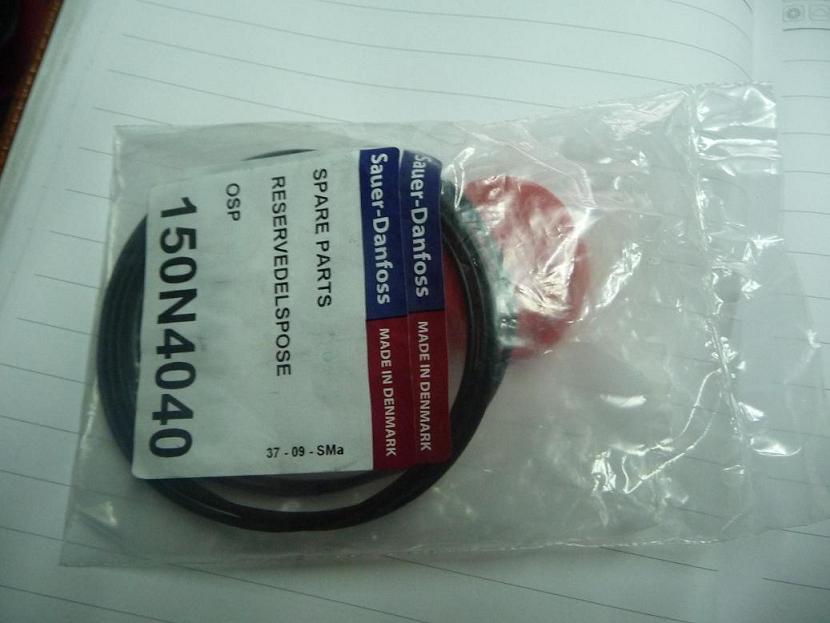 Sauer-Danfoss MADE IN DENMARK
Sauer-Danfoss MADE IN DENMARK
SPARE PARTS
RESERVEDELSPOSE
OSP
150N4040
37 - 09 - SMa